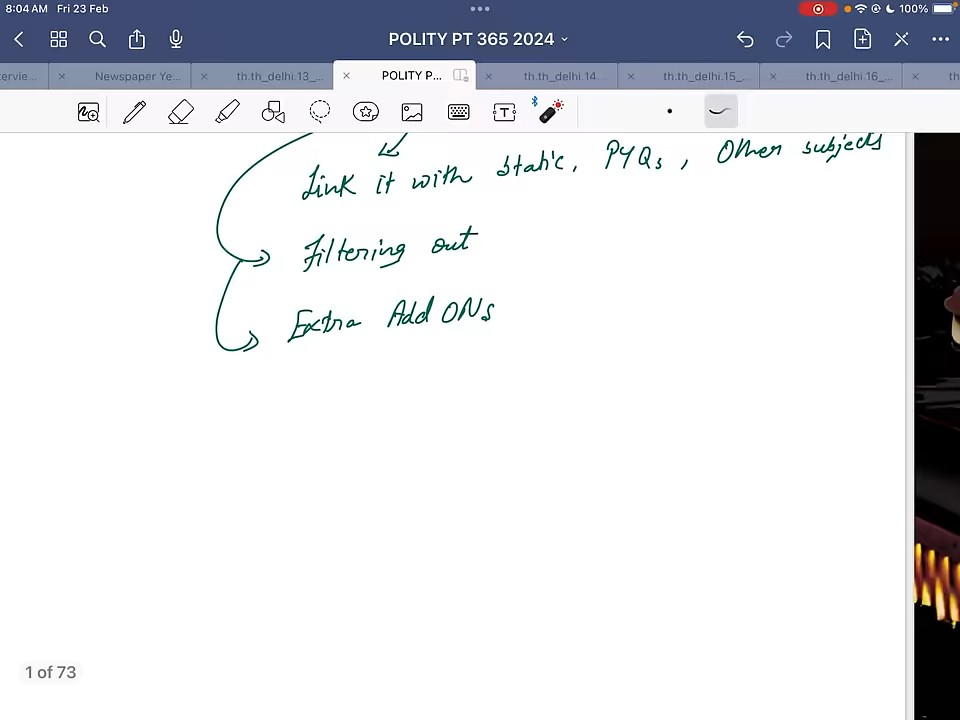 8:04 AM Fri 23 Feb
100%
POLITY PT 365 2024
tervie...
Newspaper Ye...
th.th_delhi.13_...
POLITY P...
th.th_delhi.14...
th.th_delhi.15_...
th.th_delhi.16_...
th
T
Link it with static, PYQs, Other subjects
Filtering out
Extra Add ONs
1 of 73